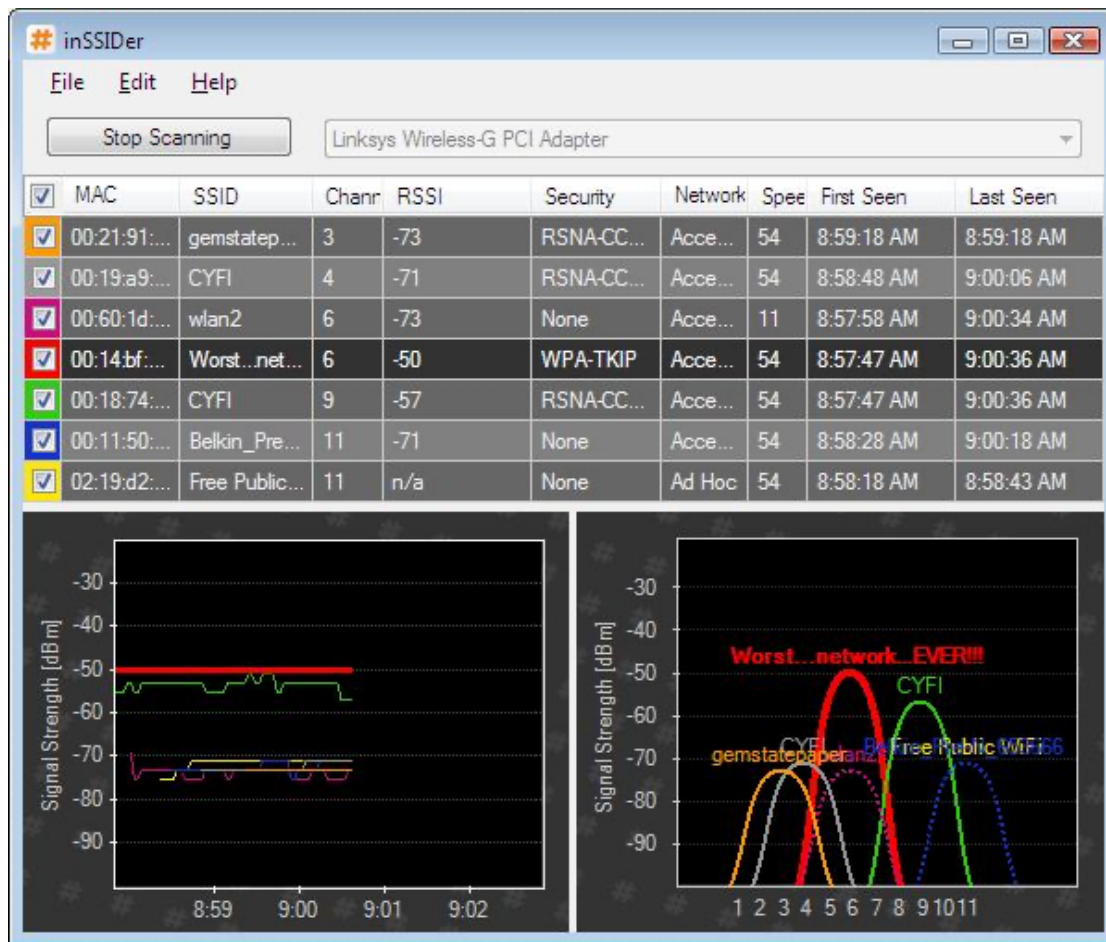 # inSSIDer
File Edit Help
Stop Scanning Linksys Wireless-G PCI Adapter
MAC SSID Chann RSSI Security Network Spee First Seen Last Seen
00:21:91:... gemstatep... 3 -73 RSNA-CC... Acce... 54 8:59:18 AM 8:59:18 AM
00:19:a9:... CYFI 4 -71 RSNA-CC... Acce... 54 8:58:48 AM 9:00:06 AM
00:60:1d:... wlan2 6 -73 None Acce... 11 8:57:58 AM 9:00:34 AM
00:14:bf:... Worst...net... 6 -50 WPA-TKIP Acce... 54 8:57:47 AM 9:00:36 AM
00:18:74:... CYFI 9 -57 RSNA-CC... Acce... 54 8:57:47 AM 9:00:36 AM
00:11:50:... Belkin_Pre... 11 -71 None Acce... 54 8:58:28 AM 9:00:18 AM
02:19:d2:... Free Public... 11 n/a None Ad Hoc 54 8:58:18 AM 8:58:43 AM
Signal Strength [dBm]
-30
-40
-50
-60
-70
-80
-90
8:59 9:00 9:01 9:02
Signal Strength [dBm]
-30
-40
-50
-60
-70
-80
-90
Worst...network...EVER!!!
CYFI
CYFI
Free Public WiFi
gemstatepaper
1 2 3 4 5 6 7 8 9 10 11